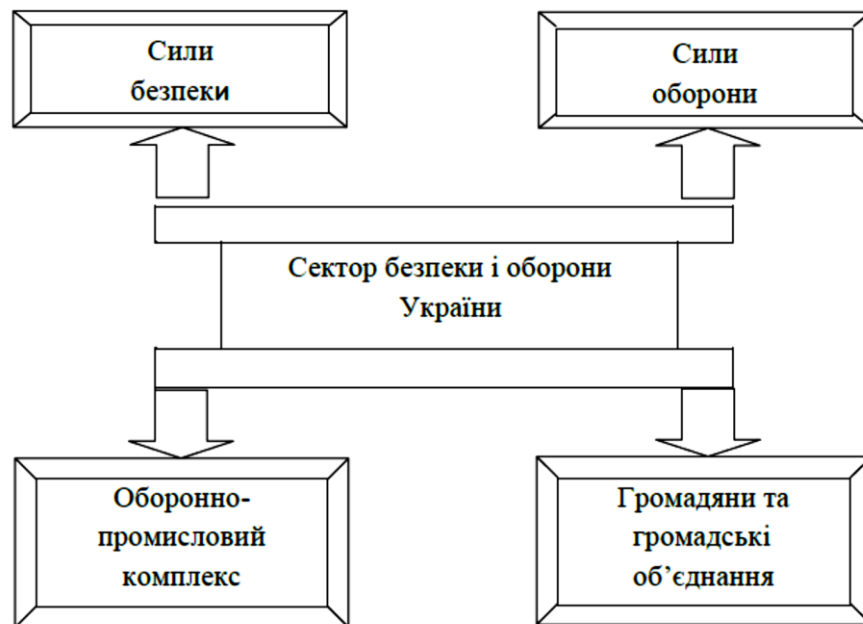 Сили
безпеки
Сили
оборони
Сектор безпеки і оборони
України
Оборонно-
промисловий
комплекс
Громадяни та
громадські
об’єднання